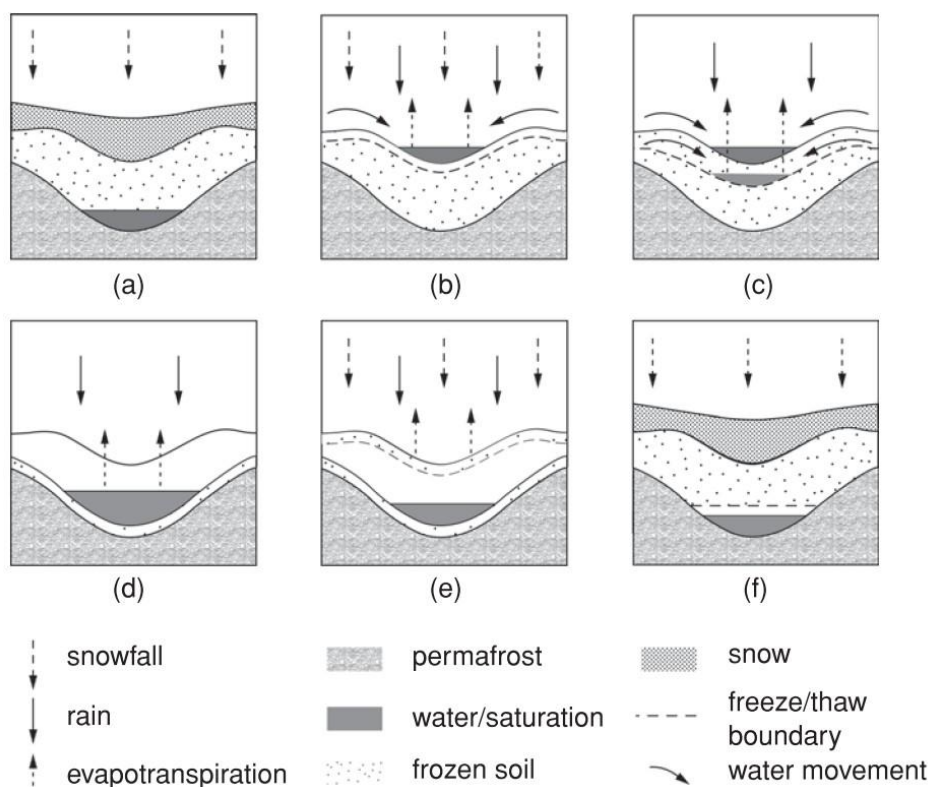 (a)
(b)
(c)
(d)
(e)
(f)
snowfall
permafrost
snow
rain
water/saturation
freeze/thaw
boundary
evapotranspiration
frozen soil
water movement